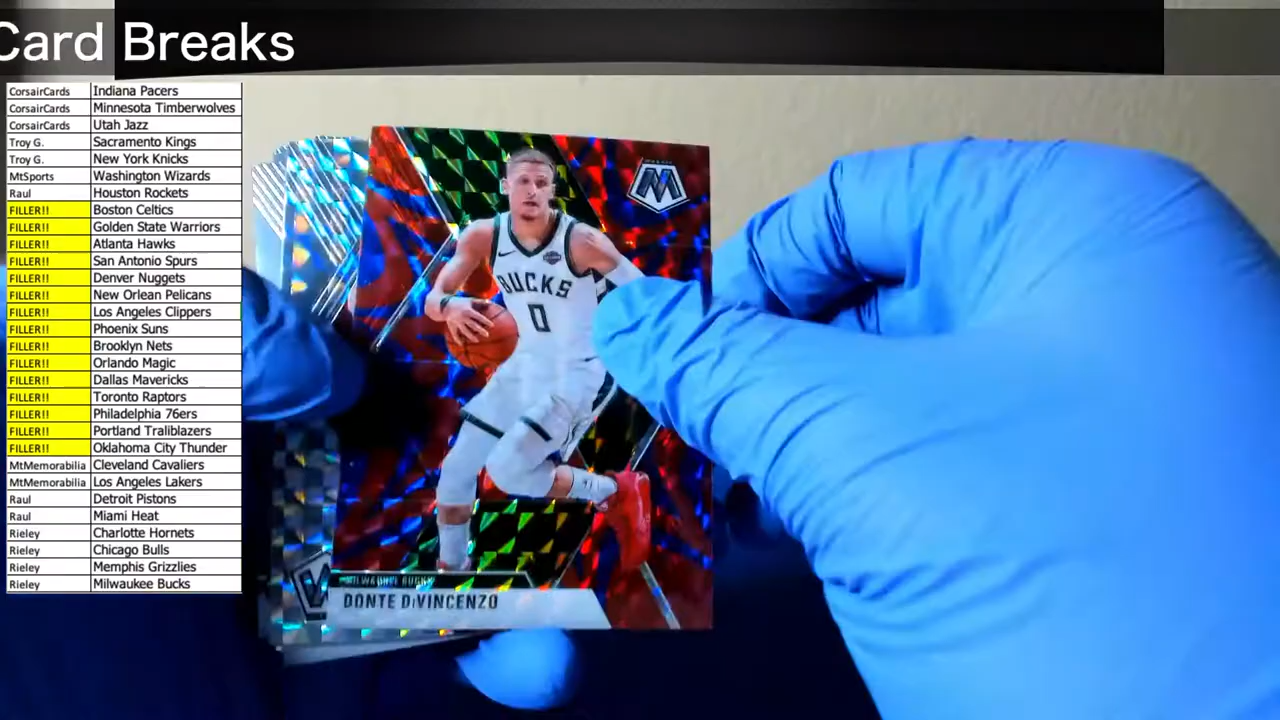 Card Breaks
CorsairCards Indiana Pacers
CorsairCards Minnesota Timberwolves
CorsairCards Utah Jazz
Troy G. Sacramento Kings
Troy G. New York Knicks
MtSports Washington Wizards
Raul Houston Rockets
FILLER!! Boston Celtics
FILLER!! Golden State Warriors
FILLER!! Atlanta Hawks
FILLER!! San Antonio Spurs
FILLER!! Denver Nuggets
FILLER!! New Orlean Pelicans
FILLER!! Los Angeles Clippers
FILLER!! Phoenix Suns
FILLER!! Brooklyn Nets
FILLER!! Orlando Magic
FILLER!! Dallas Mavericks
FILLER!! Toronto Raptors
FILLER!! Philadelphia 76ers
FILLER!! Portland Traliblazers
FILLER!! Oklahoma City Thunder
MtMemorabilia Cleveland Cavaliers
MtMemorabilia Los Angeles Lakers
Raul Detroit Pistons
Raul Miami Heat
Rieley Charlotte Hornets
Rieley Chicago Bulls
Rieley Memphis Grizzlies
Rieley Milwaukee Bucks
M
BUCKS
0
MILWAUKEE BUCKS
DONTE DiVINCENZO